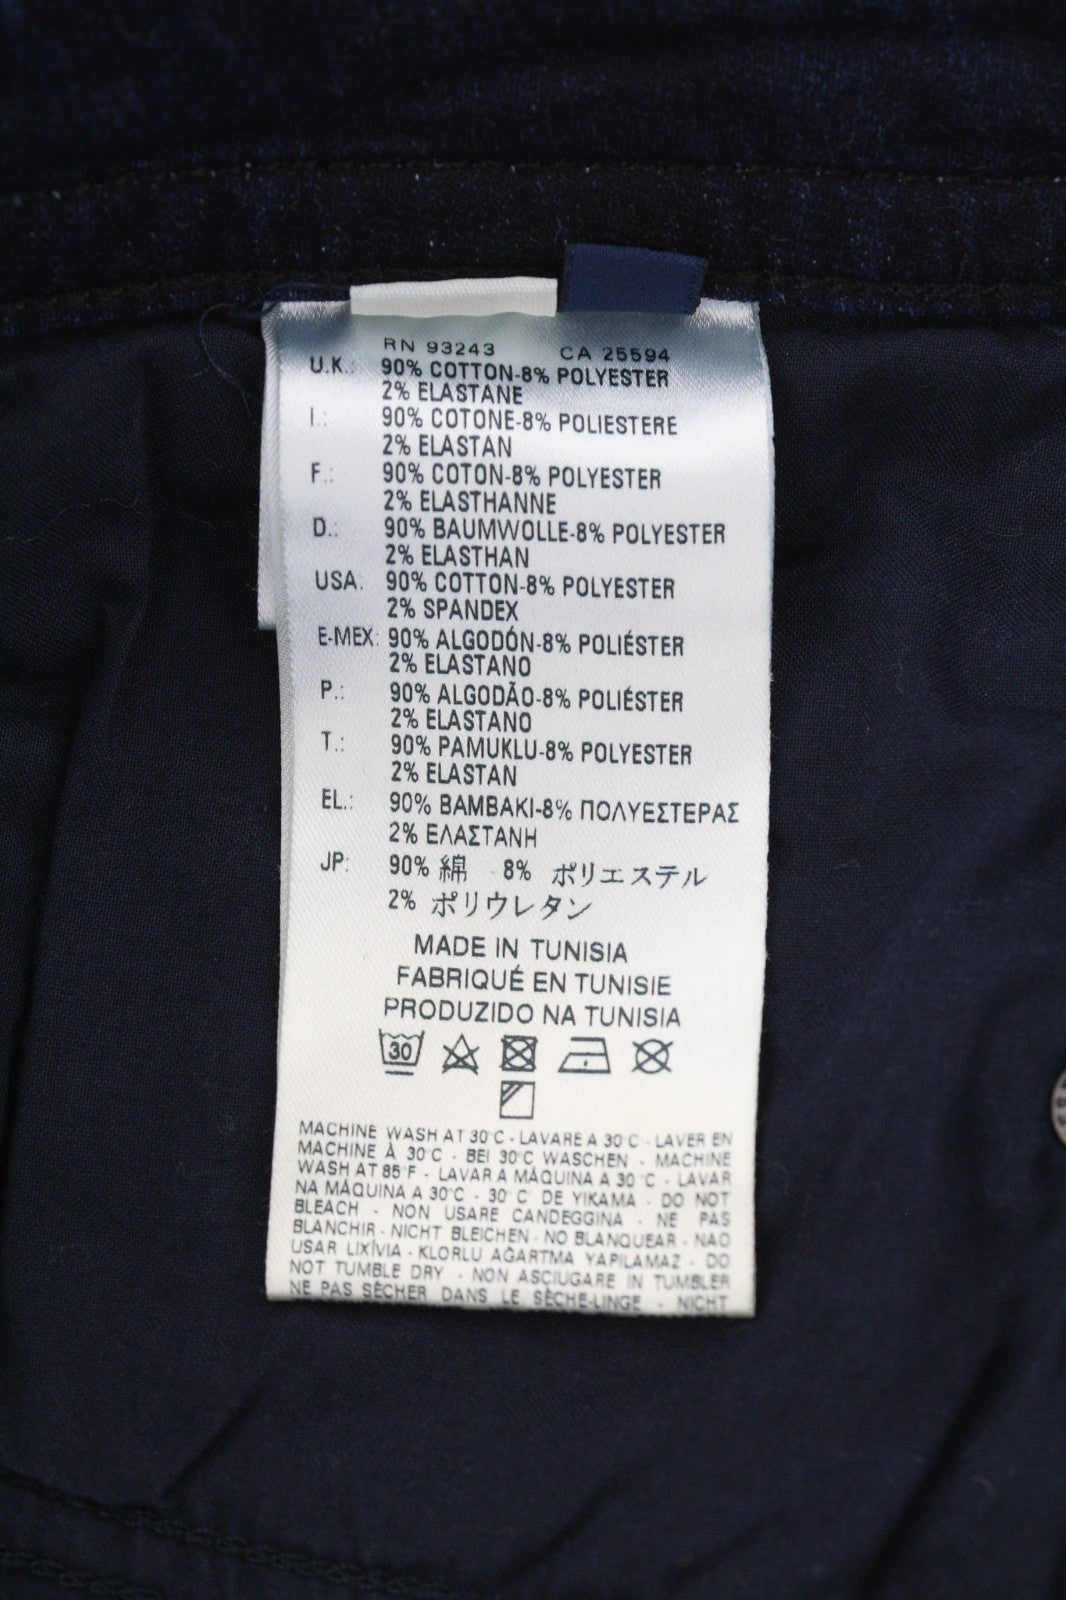 RN 93243 CA 25594
U.K.: 90% COTTON-8% POLYESTER
2% ELASTANE
I.: 90% COTONE-8% POLIESTERE
2% ELASTAN
F.: 90% COTON-8% POLYESTER
2% ELASTHANNE
D.: 90% BAUMWOLLE-8% POLYESTER
2% ELASTHAN
USA. 90% COTTON-8% POLYESTER
2% SPANDEX
E-MEX: 90% ALGODÓN-8% POLIÉSTER
2% ELASTANO
P.: 90% ALGODÃO-8% POLIÉSTER
2% ELASTANO
T.: 90% PAMUKLU-8% POLYESTER
2% ELASTAN
EL.: 90% BAMBAKI-8% ΠΟΛΥΕΣΤΕΡΑΣ
2% ΕΛΑΣΤΑΝΗ
JP: 90% 綿 8% ポリエステル
2% ポリウレタン
MADE IN TUNISIA
FABRIQUÉ EN TUNISIE
PRODUZIDO NA TUNISIA
30
MACHINE WASH AT 30°C - LAVARE A 30°C - LAVER EN
MACHINE À 30°C - BEI 30°C WASCHEN - MACHINE
WASH AT 85°F - LAVAR A MÁQUINA A 30°C - LAVAR
NA MÁQUINA A 30°C - 30°C' DE YIKAMA - DO NOT
BLEACH - NON USARE CANDEGGINA - NE PAS
BLANCHIR - NICHT BLEICHEN - NO BLANQUEAR - NAO
USAR LIXÍVIA - KLORLU AĞARTMA YAPILAMAZ - DO
NOT TUMBLE DRY - NON ASCIUGARE IN TUMBLER
NE PAS SÈCHER DANS LE SÈCHE-LINGE - NICHT